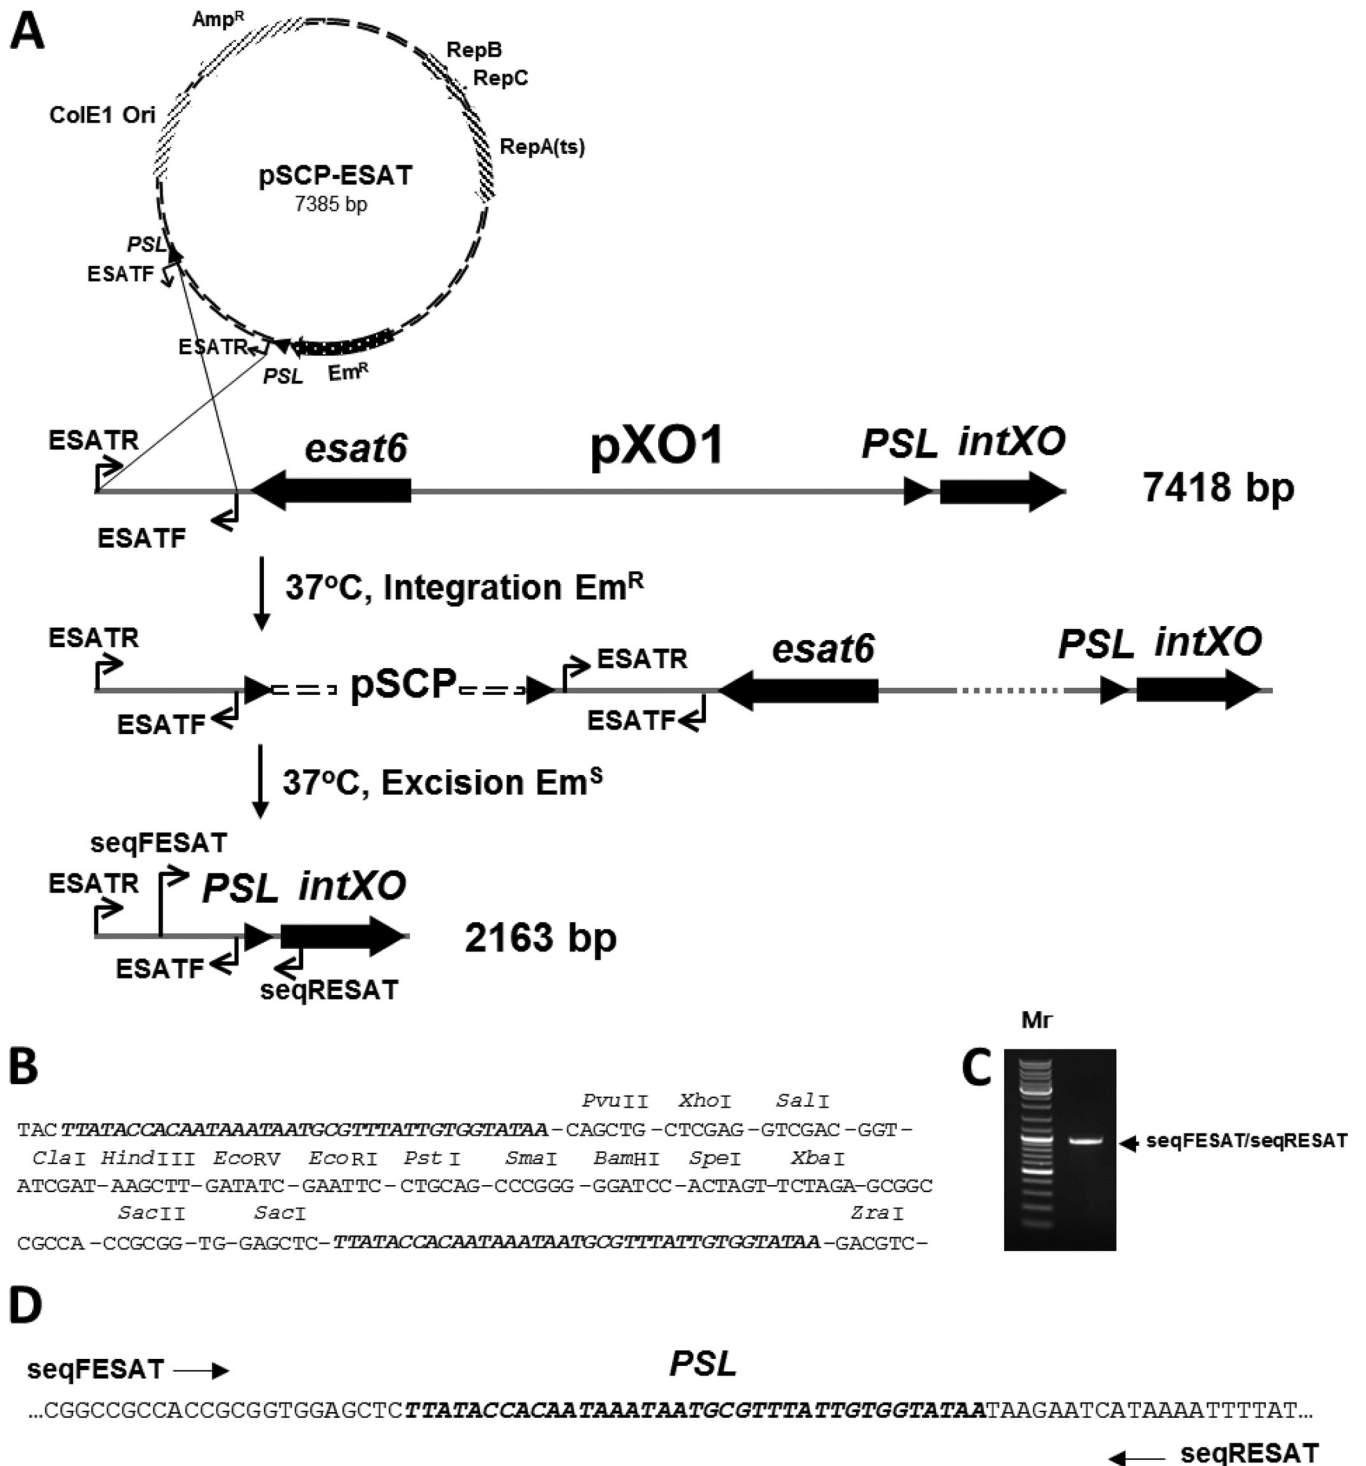 A
Amp^R
RepB
RepC
ColE1 Ori
RepA(ts)
pSCP-ESAT
7385 bp
PSL
ESATF
ESATR
PSL
Em^R
ESATR
esat6
pXO1
PSL intXO
7418 bp
ESATF
37°C, Integration Em^R
ESATR
ESATR
esat6
PSL intXO
pSCP
ESATF
ESATF
37°C, Excision Em^S
seqFESAT
ESATR
PSL intXO
2163 bp
ESATF
seqRESAT
B
PvuII XhoI SalI
TACTTATACCACAATAAATAATGCGTTTATTGTGGTATAA-CAGCTG-CTCGAG-GTCGAC-GGT-
ClaI HindIII EcoRV EcoRI PstI SmaI BamHI SpeI XbaI
ATCGAT-AAGCTT-GATATC-GAATTC-CTGCAG-CCCGGG-GGATCC-ACTAGT-TCTAGA-GCGGC
SacII SacI ZraI
CGCCA-CCGCGG-TG-GAGCTC-TTATACCACAATAAATAATGCGTTTATTGTGGTATAA-GACGTC-
C
Mr
seqFESAT/seqRESAT
D
seqFESAT
PSL
…CGGCCGCCACCGCGGTGGAGCTCTTATACCACAATAAATAATGCGTTTATTGTGGTATAATAAGAATCATAAAATTTTAT…
seqRESAT